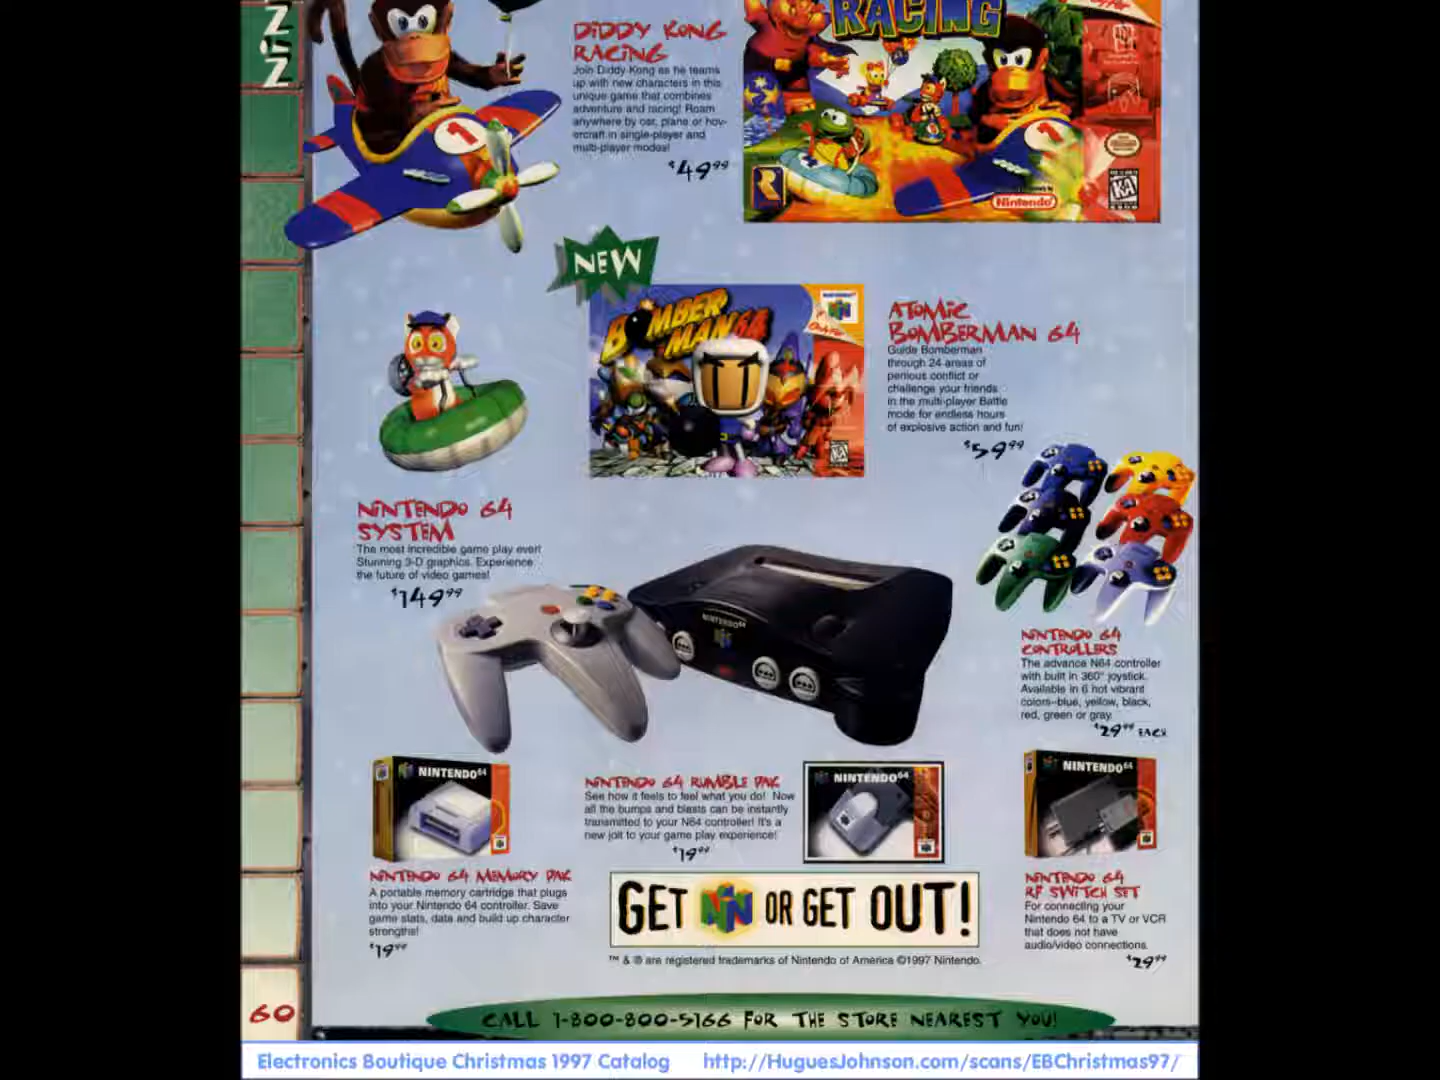 Z
Z
DIDDY KONG
RACING
Join Diddy Kong as he teams
up with new characters in this
unique game that combines
adventure and racing! Roam
anywhere by car, plane or hov-
ercraft in single-player and
multi-player modes!
$49.99
RACING
Nintendo
NEW
BOMBER
MAN 64
ATOMIC
BOMBERMAN 64
Guide Bomberman
through 24 areas of
perilous conflict or
challenge your friends
in the multi-player Battle
mode for endless hours
of explosive action and fun!
$59.99
NINTENDO 64
SYSTEM
The most incredible game play ever!
Stunning 3-D graphics. Experience
the future of video games!
$149.99
NINTENDO 64
NINTENDO 64
CONTROLLERS
The advance N64 controller
with built in 360° joystick.
Available in 6 hot vibrant
colors--blue, yellow, black,
red, green or gray.
$29.99 EACH
NINTENDO 64
NINTENDO 64 MEMORY PAK
A portable memory cartridge that plugs
into your Nintendo 64 controller. Save
game stats, data and build up character
strengths!
$19.99
NINTENDO 64 RUMBLE PAK
See how it feels to feel what you do! Now
all the bumps and blasts can be instantly
transmitted to your N64 controller! It's a
new jolt to your game play experience!
$19.99
NINTENDO 64
GET N OR GET OUT!
™ & ® are registered trademarks of Nintendo of America ©1997 Nintendo.
NINTENDO 64
NINTENDO 64
RF SWITCH SET
For connecting your
Nintendo 64 to a TV or VCR
that does not have
audio/video connections.
$29.99
60
CALL 1-800-800-5166 FOR THE STORE NEAREST YOU!
Electronics Boutique Christmas 1997 Catalog http://HuguesJohnson.com/scans/EBChristmas97/